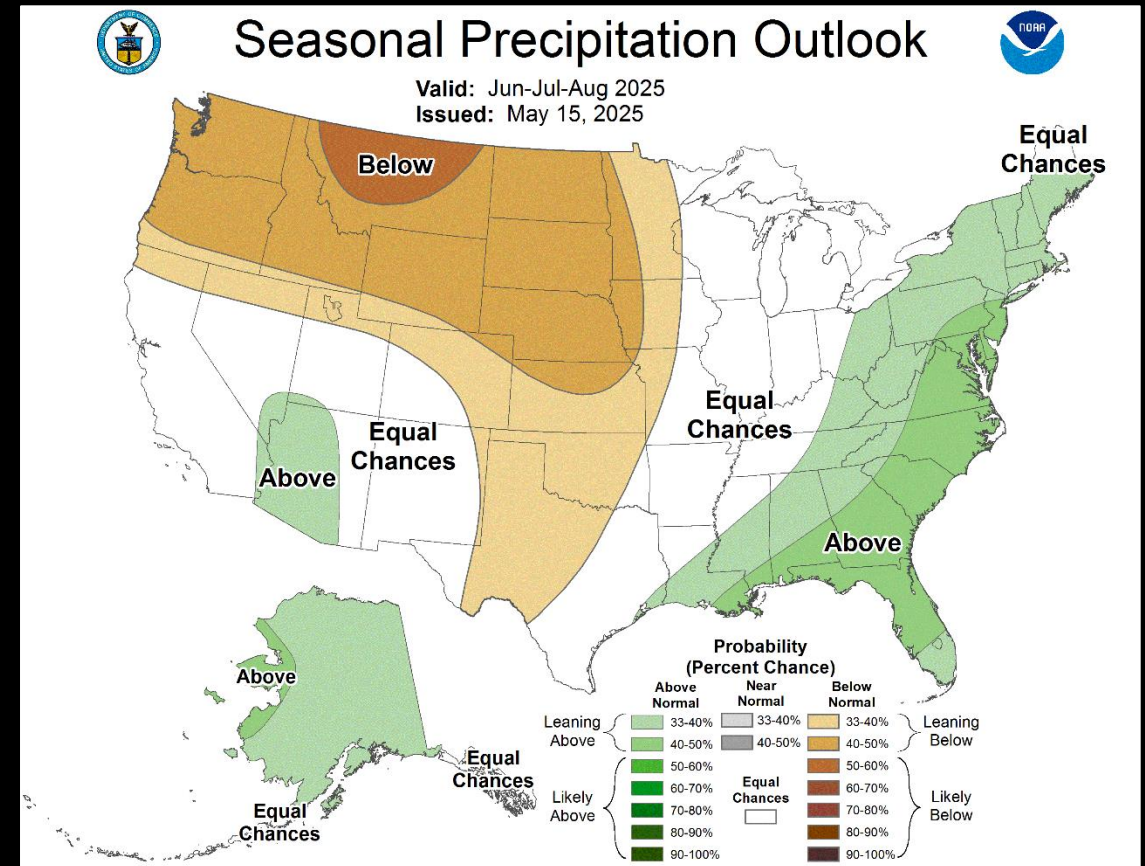 Seasonal Precipitation Outlook
NOAA
Valid: Jun-Jul-Aug 2025
Issued: May 15, 2025
Below
Equal
Chances
Equal
Chances
Above
Equal
Chances
Above
Above
Equal
Chances
Equal
Chances
Probability
(Percent Chance)
Above
Normal
Near
Normal
Below
Normal
Leaning
Above
33-40%
33-40%
33-40%
Leaning
Below
40-50%
40-50%
40-50%
Likely
Above
50-60%
50-60%
Likely
Below
60-70%
60-70%
70-80%
70-80%
80-90%
80-90%
90-100%
90-100%
Equal
Chances